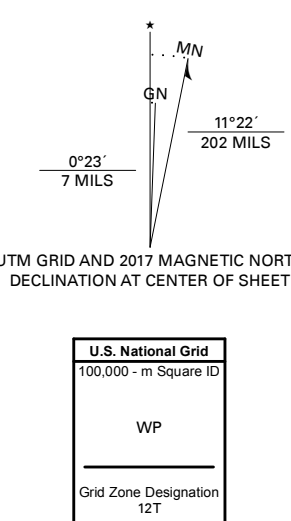 MN
GN
11°22´
202 MILS
0°23´
7 MILS
UTM GRID AND 2017 MAGNETIC NORT
DECLINATION AT CENTER OF SHEET
U.S. National Grid
100,000 - m Square ID
WP
Grid Zone Designation
12T